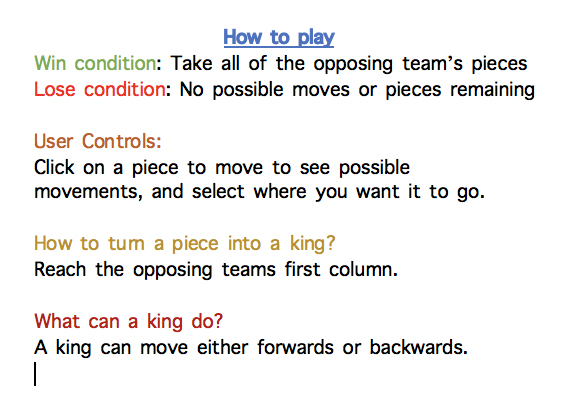 How to play
Win condition: Take all of the opposing team’s pieces
Lose condition: No possible moves or pieces remaining
User Controls:
Click on a piece to move to see possible
movements, and select where you want it to go.
How to turn a piece into a king?
Reach the opposing teams first column.
What can a king do?
A king can move either forwards or backwards.